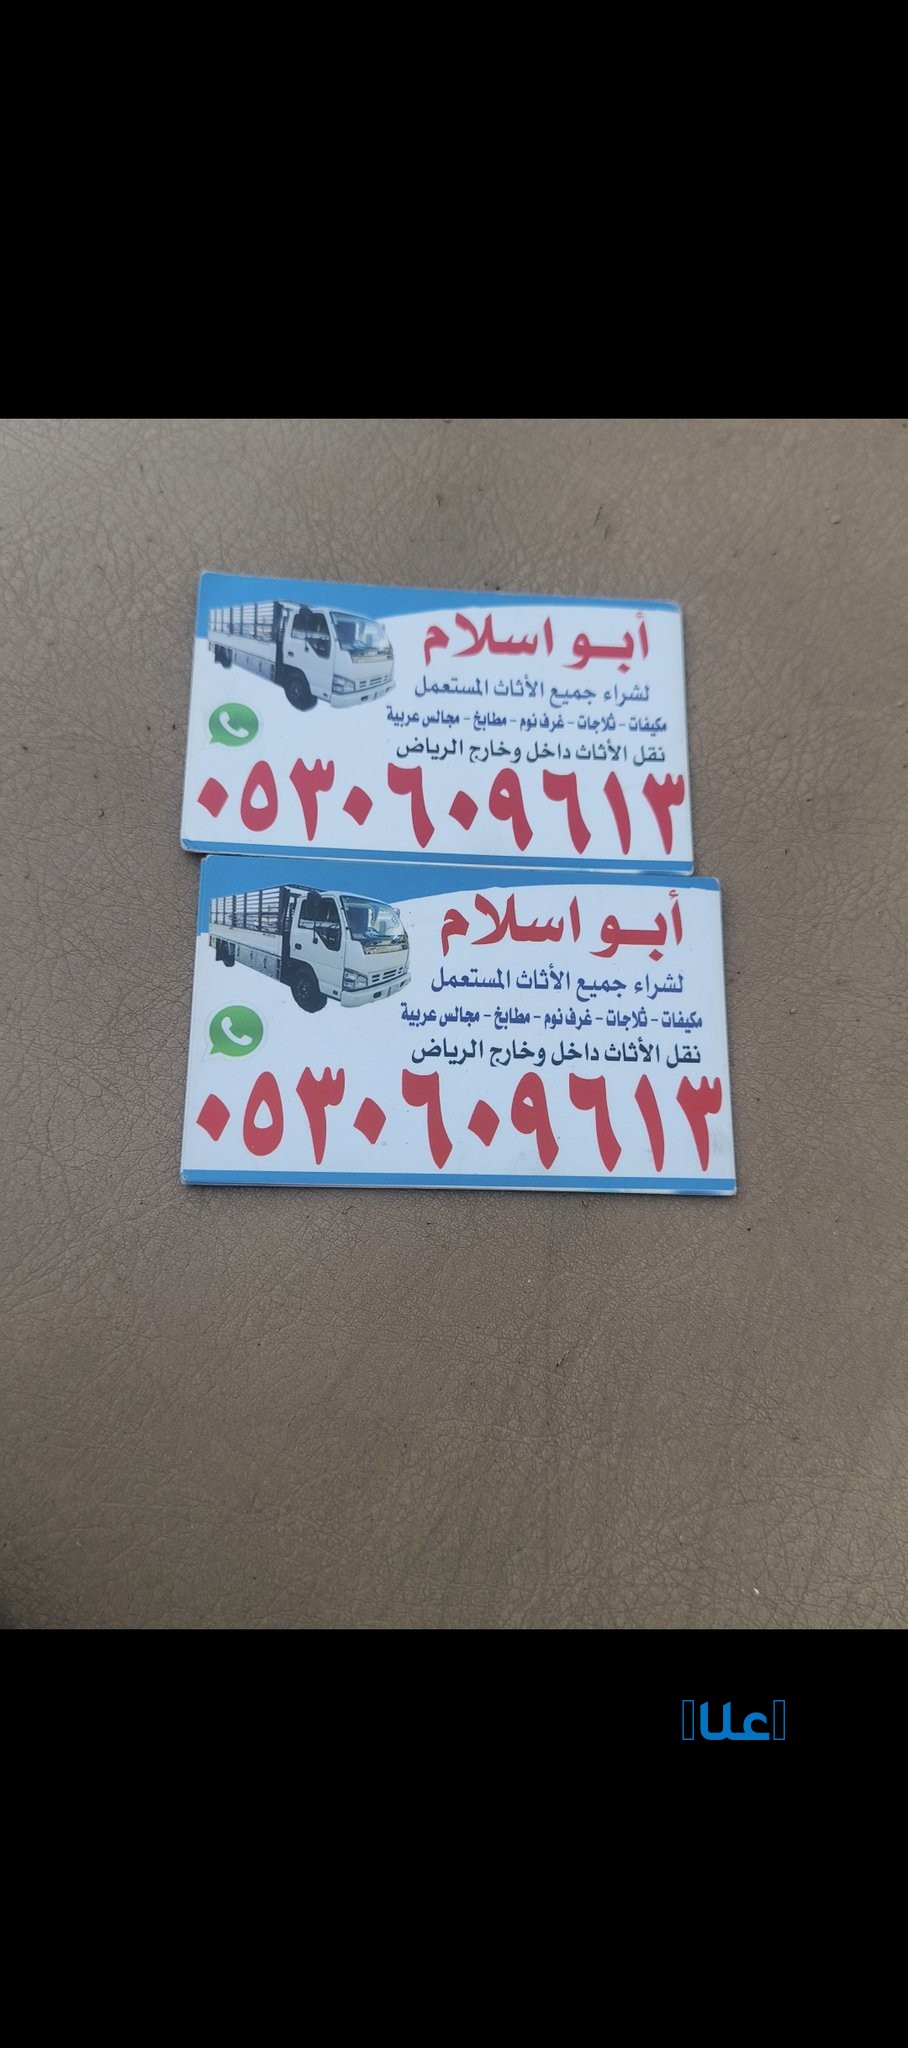 أبو اسلام
لشراء جميع الأثاث المستعمل
مكيفات - ثلاجات - غرف نوم - مطابخ - مجالس عربية
نقل الأثاث داخل وخارج الرياض
٠٥٣٠٦٠٩٦١٣
أبو اسلام
لشراء جميع الأثاث المستعمل
مكيفات - ثلاجات - غرف نوم - مطابخ - مجالس عربية
نقل الأثاث داخل وخارج الرياض
٠٥٣٠٦٠٩٦١٣